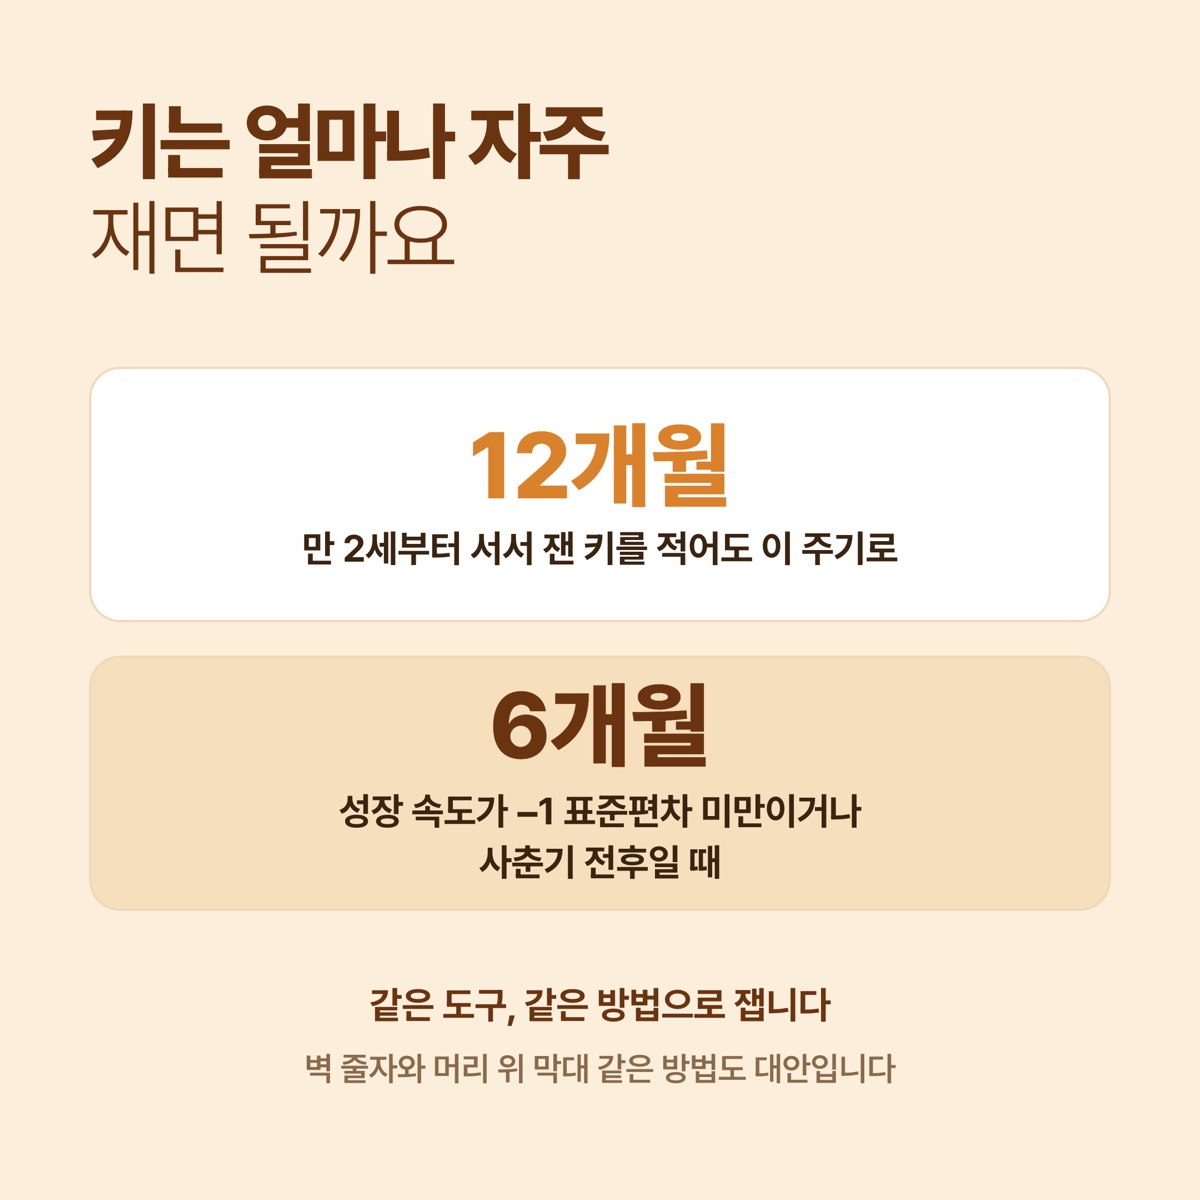 키는 얼마나 자주
재면 될까요
12개월
만 2세부터 서서 잰 키를 적어도 이 주기로
6개월
성장 속도가 –1 표준편차 미만이거나
사춘기 전후일 때
같은 도구, 같은 방법으로 잽니다
벽 줄자와 머리 위 막대 같은 방법도 대안입니다